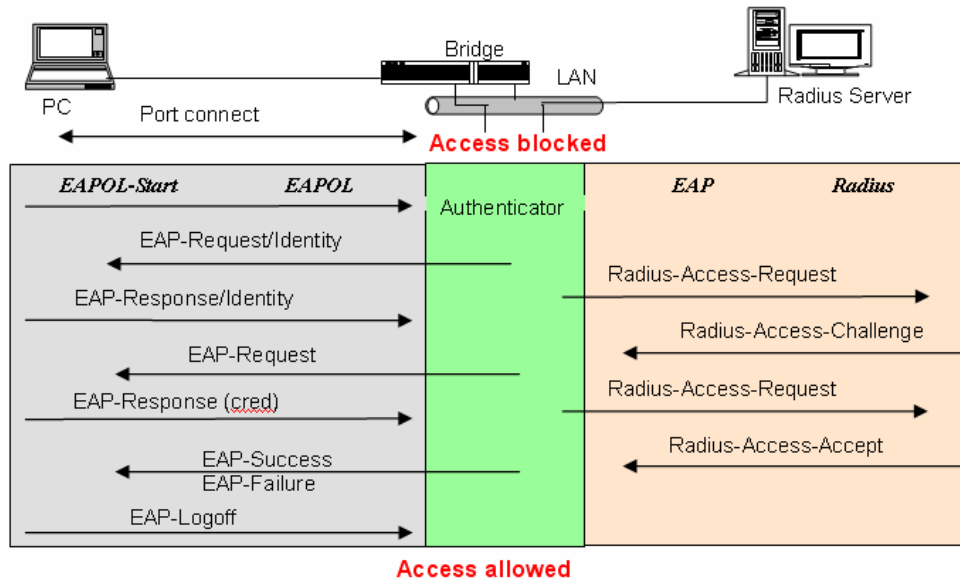 Bridge
LAN
PC
Radius Server
Port connect
Access blocked
EAPOL-Start EAPOL
EAP Radius
Authenticator
EAP-Request/Identity
Radius-Access-Request
EAP-Response/Identity
Radius-Access-Challenge
EAP-Request
Radius-Access-Request
EAP-Response (cred)
Radius-Access-Accept
EAP-Success
EAP-Failure
EAP-Logoff
Access allowed